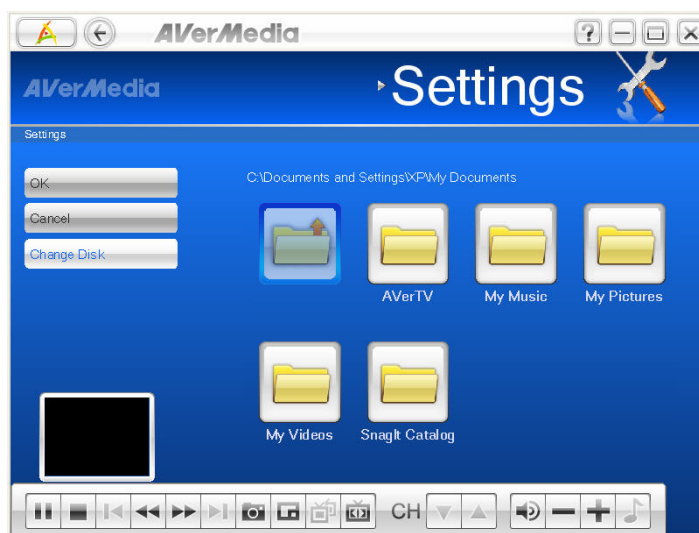 AVerMedia
?
AVerMedia
Settings
Settings
OK
Cancel
Change Disk
C:\Documents and Settings\XP\My Documents
AVerTV
My Music
My Pictures
My Videos
SnagIt Catalog
CH